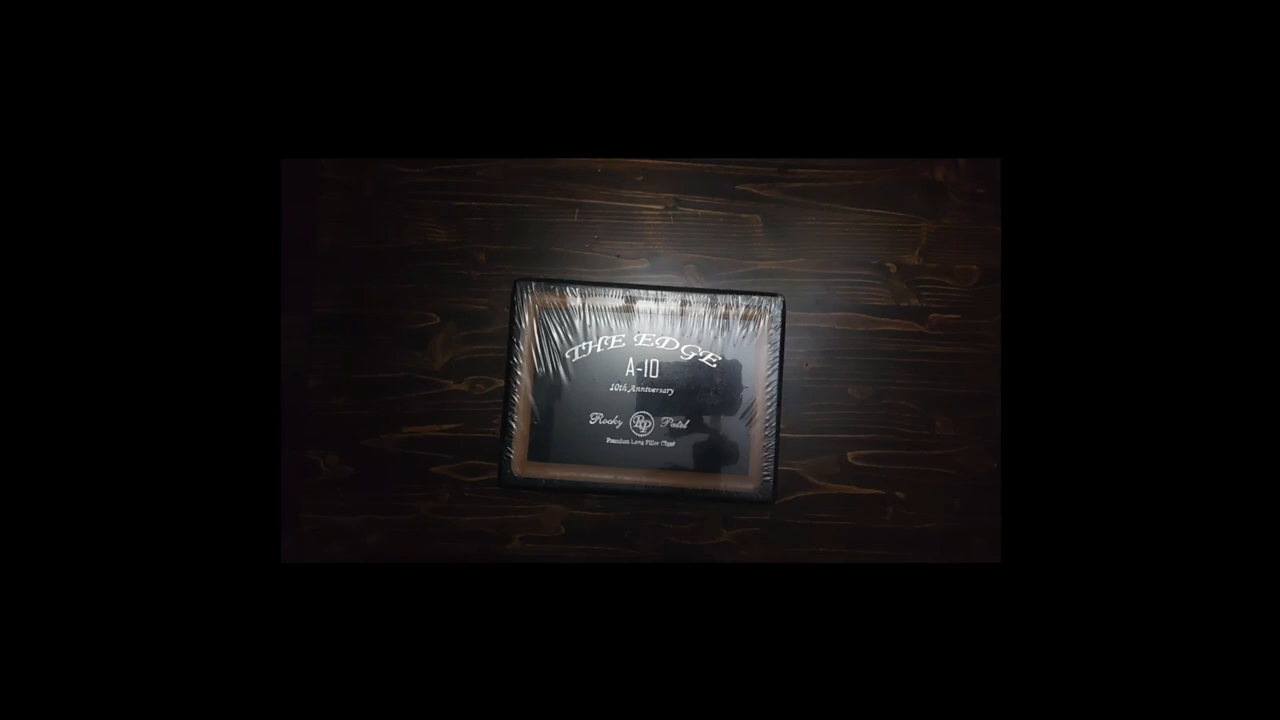 THE EDGE
A-10
10th Anniversary
Rocky RP Patel
Premium Long Filler Cigar